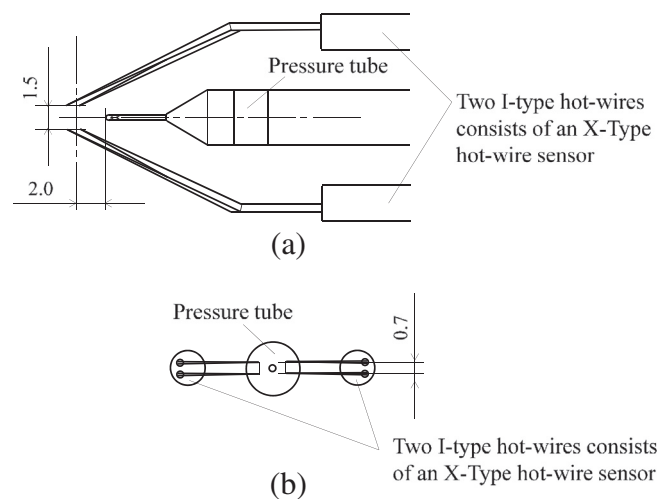 Pressure tube
1.5
Two I-type hot-wires
consists of an X-Type
hot-wire sensor
2.0
(a)
Pressure tube
0.7
Two I-type hot-wires consists
of an X-Type hot-wire sensor
(b)